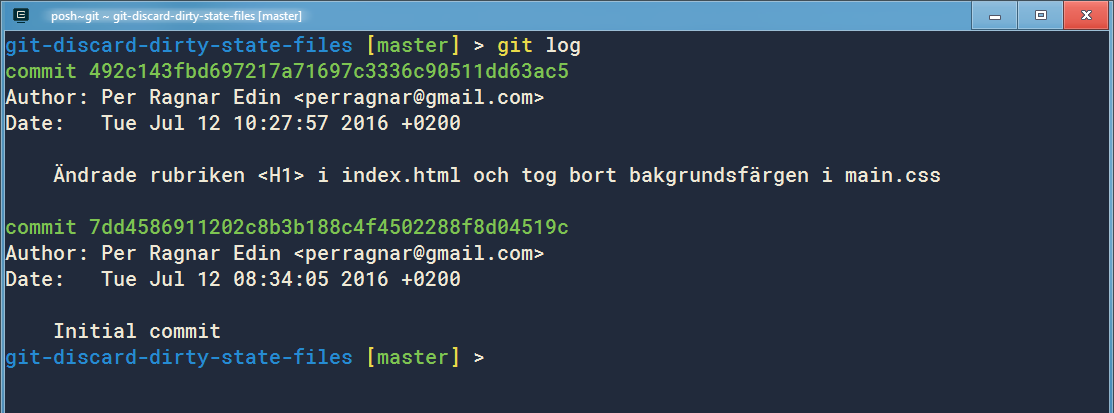 posh~git ~ git-discard-dirty-state-files [master]
git-discard-dirty-state-files [master] > git log
commit 492c143fbd697217a71697c3336c90511dd63ac5
Author: Per Ragnar Edin <perragnar@gmail.com>
Date:   Tue Jul 12 10:27:57 2016 +0200
Ändrade rubriken <H1> i index.html och tog bort bakgrundsfärgen i main.css
commit 7dd4586911202c8b3b188c4f4502288f8d04519c
Author: Per Ragnar Edin <perragnar@gmail.com>
Date:   Tue Jul 12 08:34:05 2016 +0200
Initial commit
git-discard-dirty-state-files [master] >